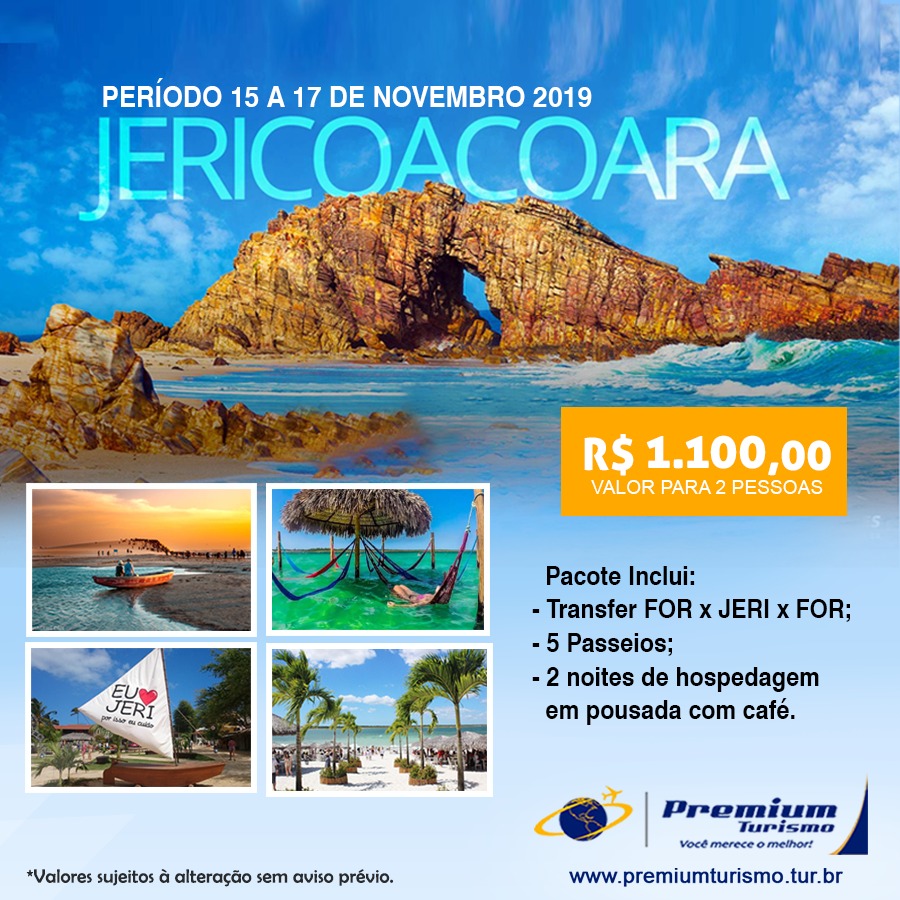 PERÍODO 15 A 17 DE NOVEMBRO 2019
JERICOACOARA
R$ 1.100,00
VALOR PARA 2 PESSOAS
EU
JERI
por isso eu cuido
Pacote Inclui:
- Transfer FOR x JERI x FOR;
- 5 Passeios;
- 2 noites de hospedagem
em pousada com café.
Premium
Turismo
Você merece o melhor!
*Valores sujeitos à alteração sem aviso prévio.
www.premiumturismo.tur.br